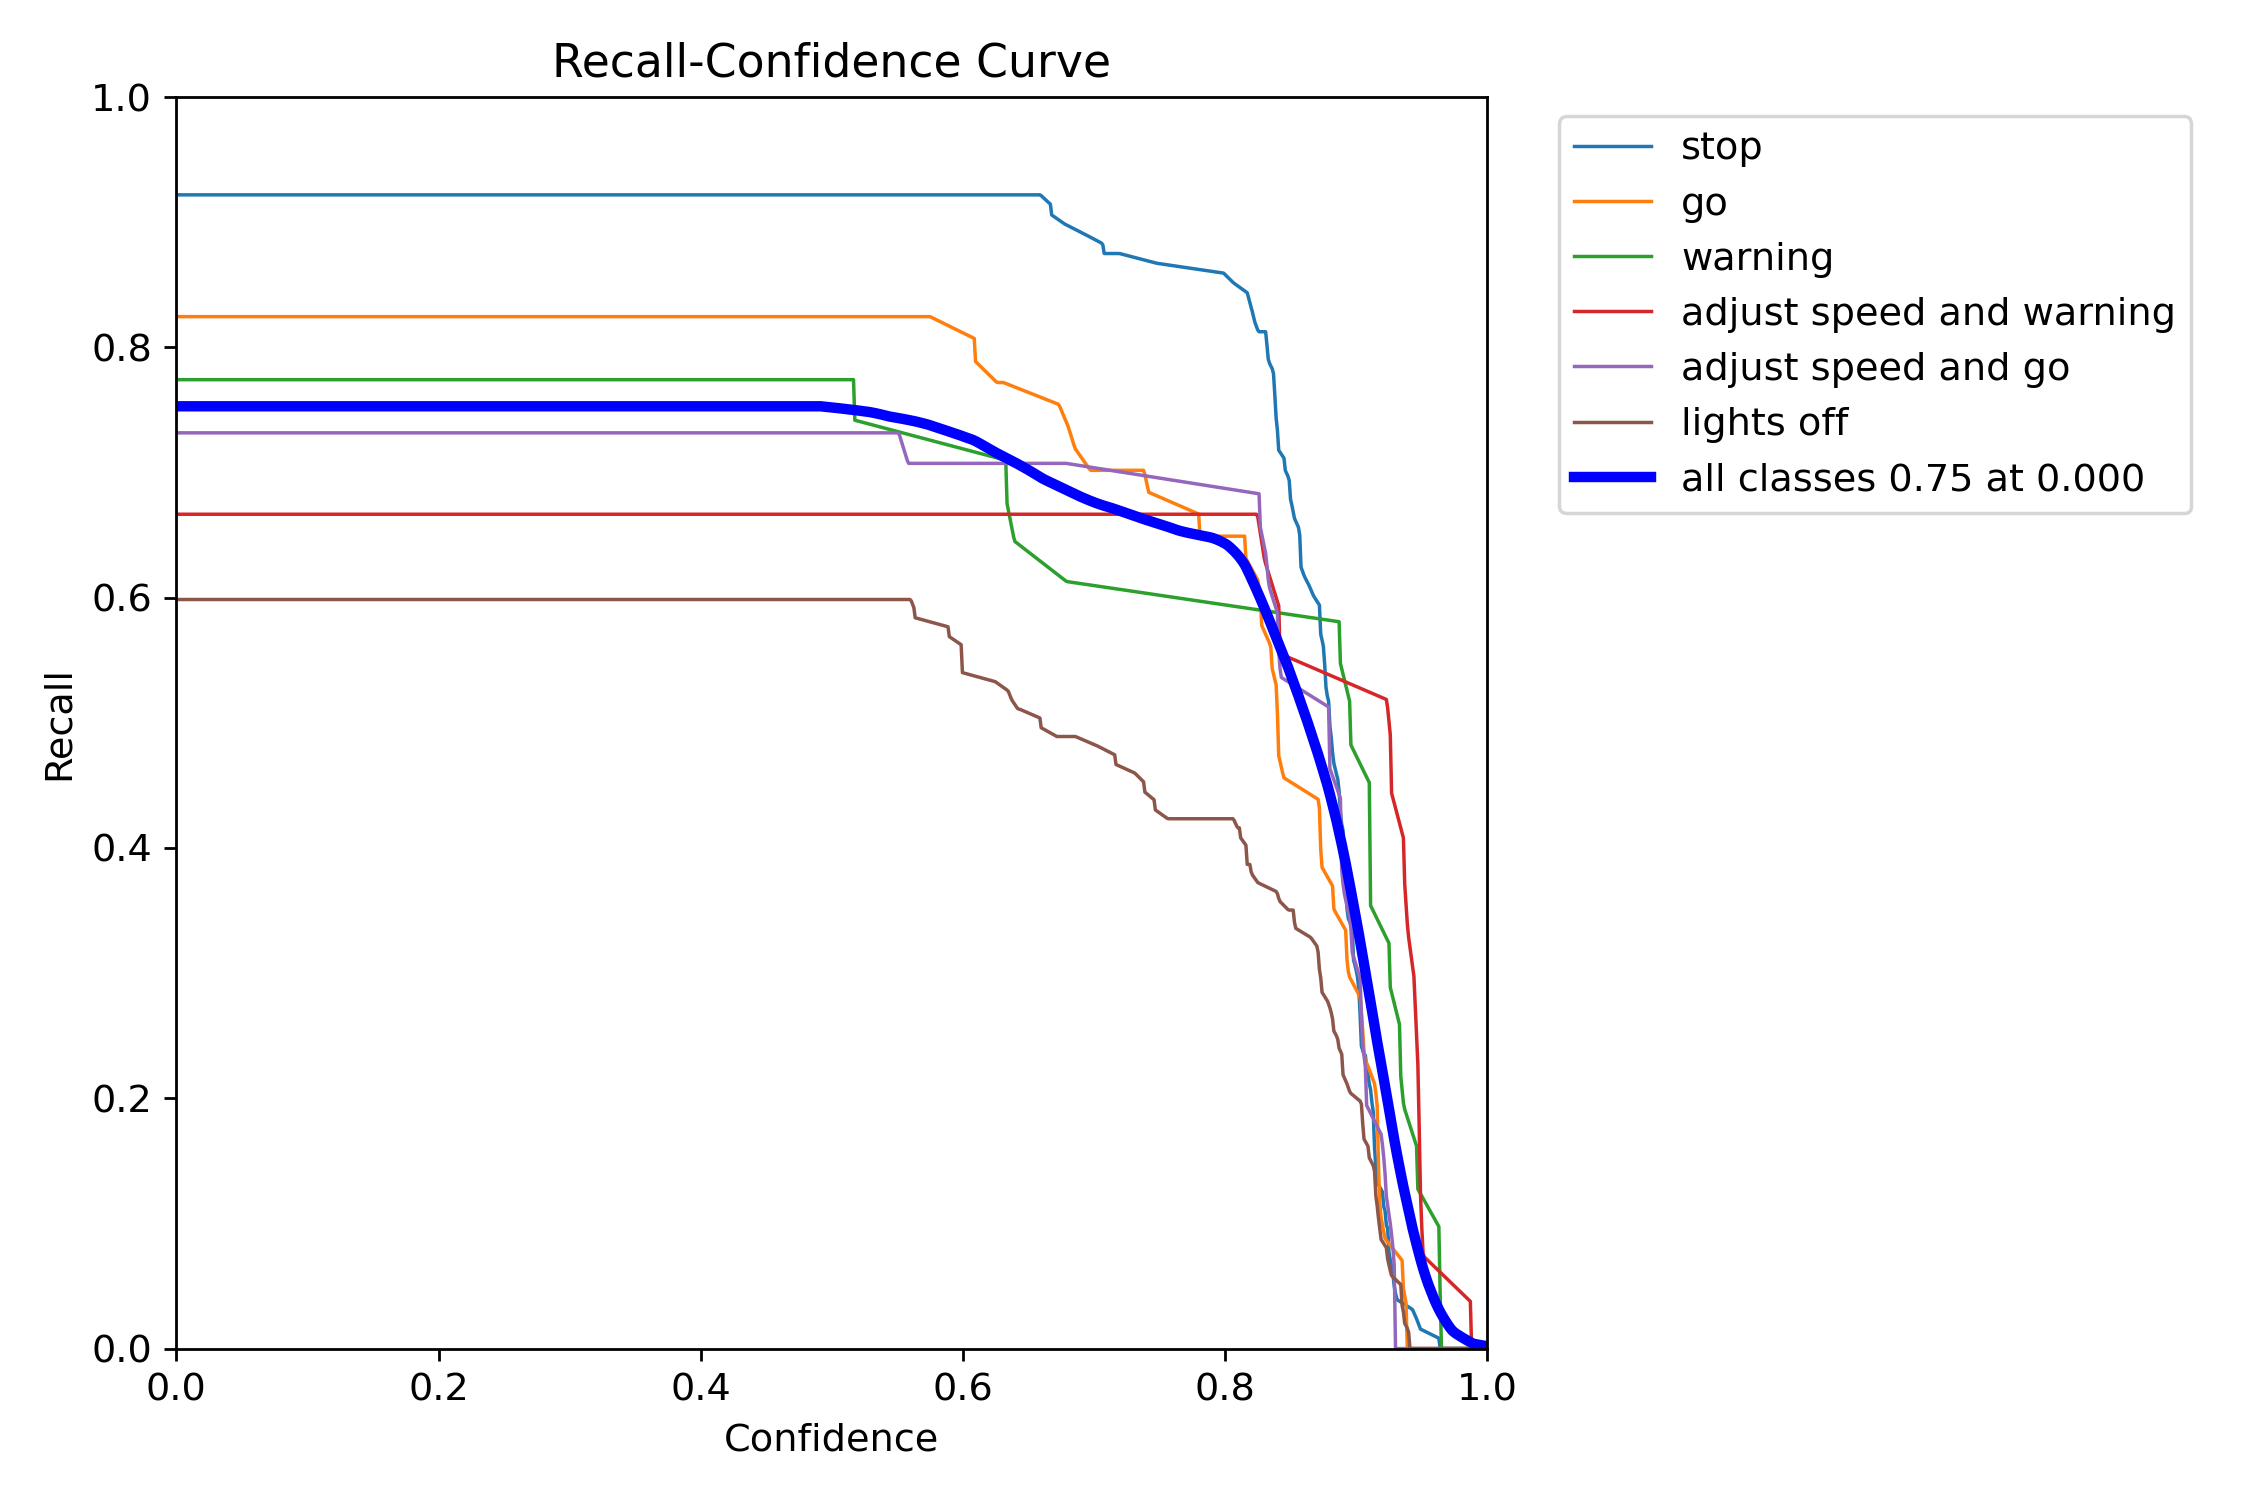 Recall-Confidence Curve
1.0
0.8
0.6
0.4
0.2
0.0
Recall
0.0 0.2 0.4 0.6 0.8 1.0
Confidence
stop
go
warning
adjust speed and warning
adjust speed and go
lights off
all classes 0.75 at 0.000